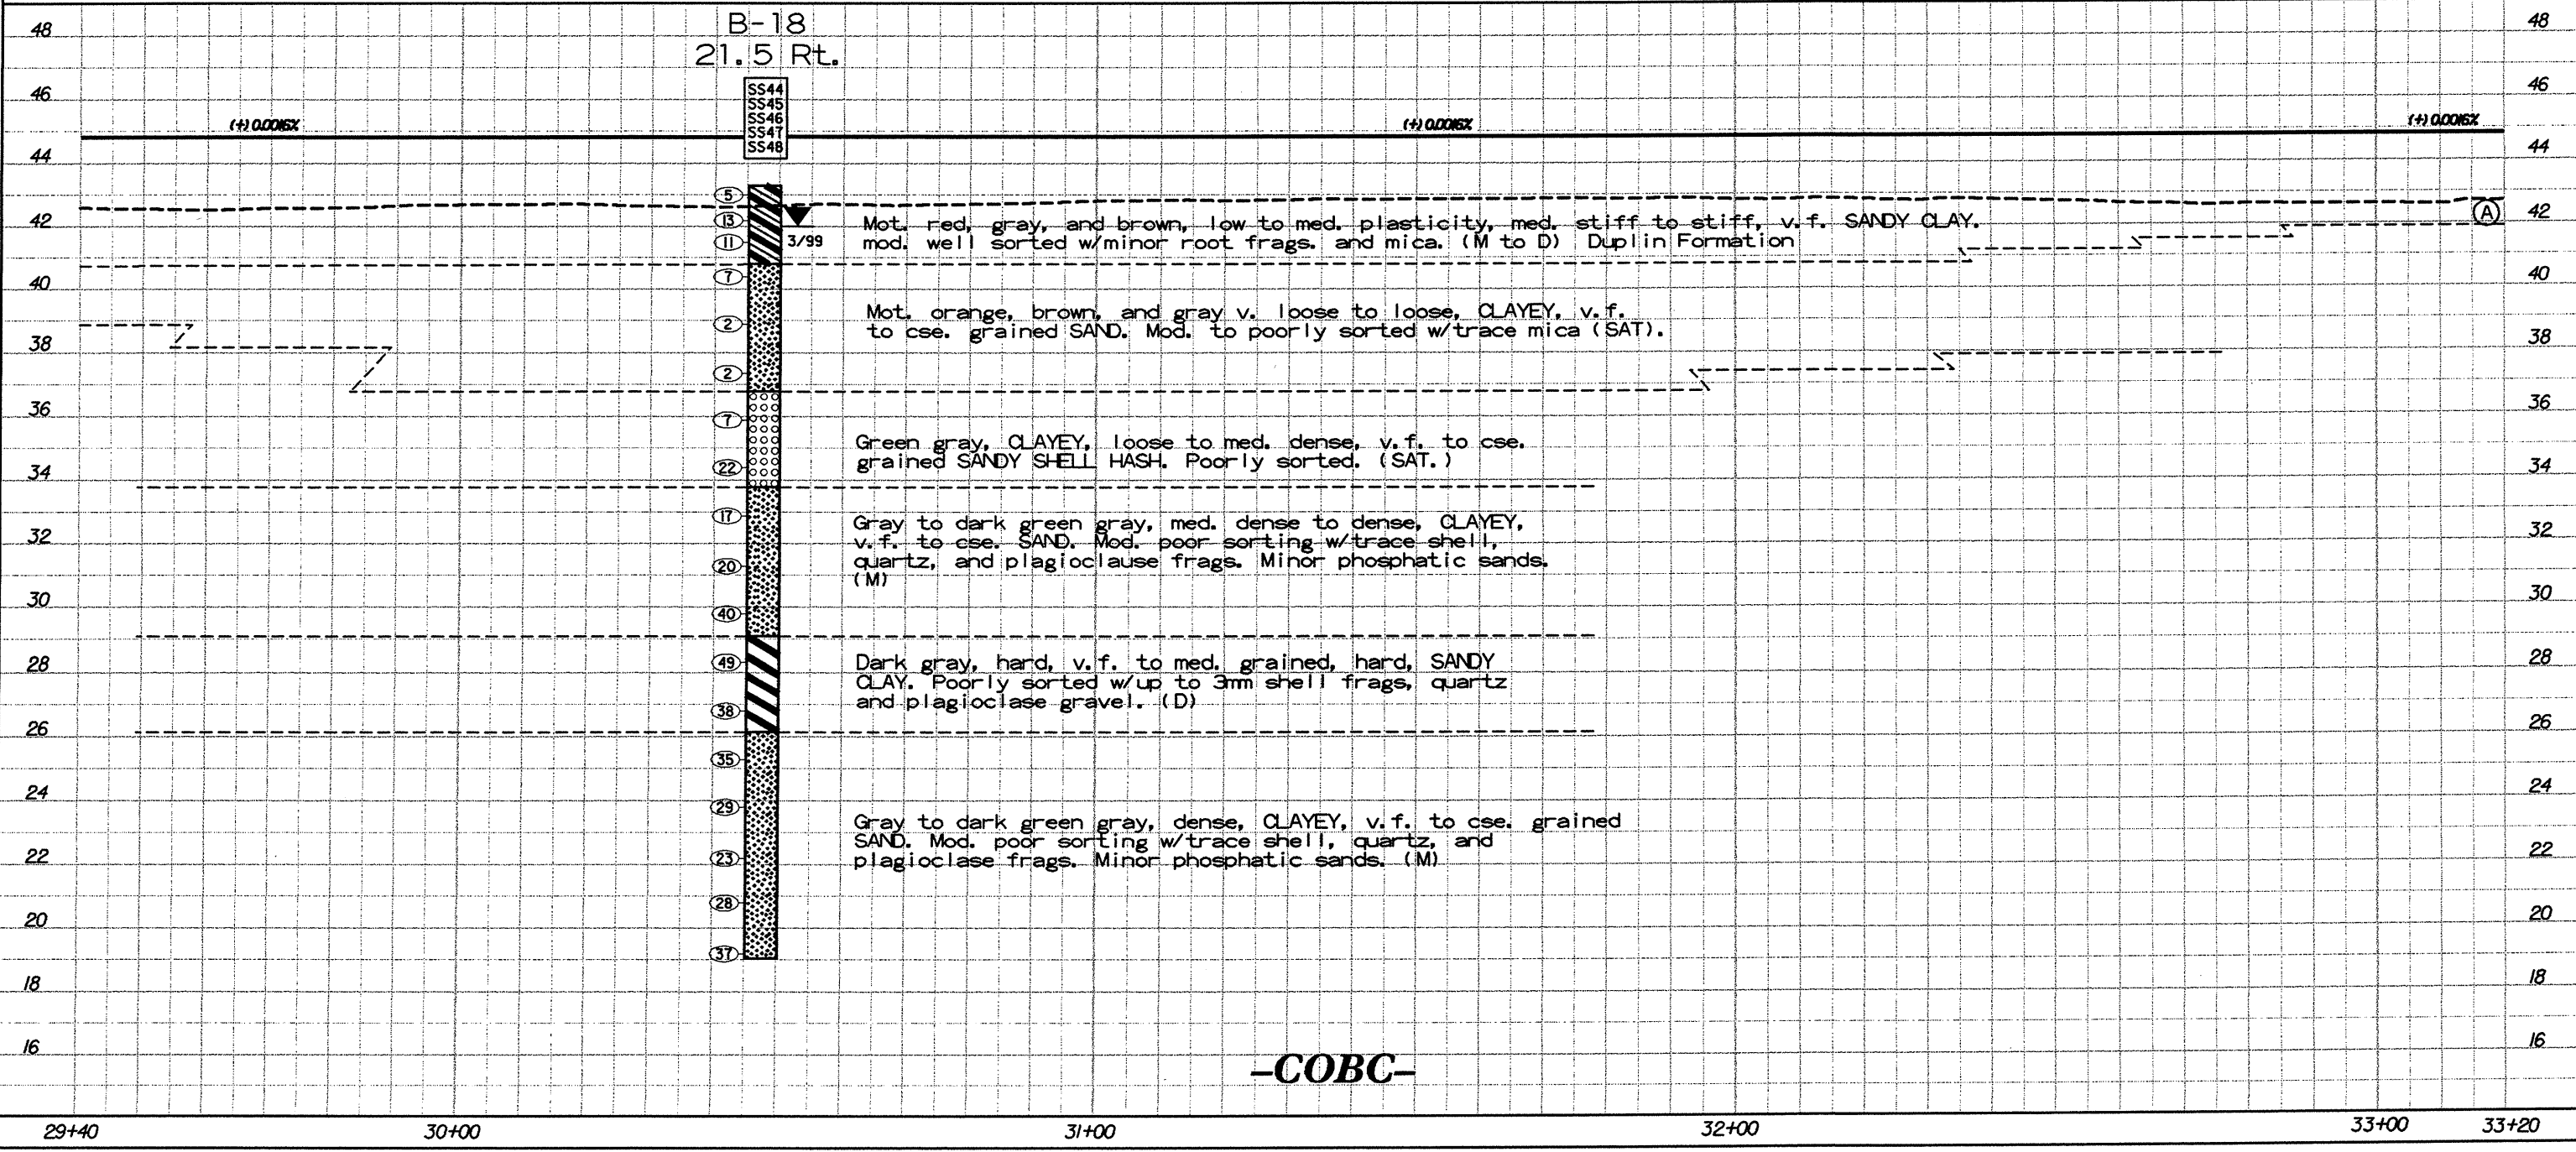 B-18
21.5 Rt.
48 48
SS44
SS45
SS46
SS47
SS48
46 46
(+) 0.0016% (+) 0.0016% (+) 0.0016%
44 44
5
13
11
3/99
42 42
A
Mot. red, gray, and brown, low to med. plasticity, med. stiff to stiff, v.f. SANDY CLAY.
mod. well sorted w/minor root frags. and mica. (M to D) Duplin Formation
7
40 40
Mot. orange, brown, and gray v. loose to loose, CLAYEY, v.f.
to cse. grained SAND. Mod. to poorly sorted w/trace mica (SAT).
2
38 38
2
36 36
7
Green gray, CLAYEY, loose to med. dense, v.f. to cse.
grained SANDY SHELL HASH. Poorly sorted. (SAT.)
22
34 34
17
Gray to dark green gray, med. dense to dense, CLAYEY,
v.f. to cse. SAND. Mod. poor sorting w/trace shell,
quartz, and plagioclause frags. Minor phosphatic sands.
(M)
32 32
20
30 30
40
49
Dark gray, hard, v.f. to med. grained, hard, SANDY
CLAY. Poorly sorted w/up to 3mm shell frags, quartz
and plagioclase gravel. (D)
28 28
38
26 26
35
24 24
29
Gray to dark green gray, dense, CLAYEY, v.f. to cse. grained
SAND. Mod. poor sorting w/trace shell, quartz, and
plagioclase frags. Minor phosphatic sands. (M)
23
22 22
28
20 20
37
18 18
16 16
–COBC–
29+40 30+00 31+00 32+00 33+00 33+20